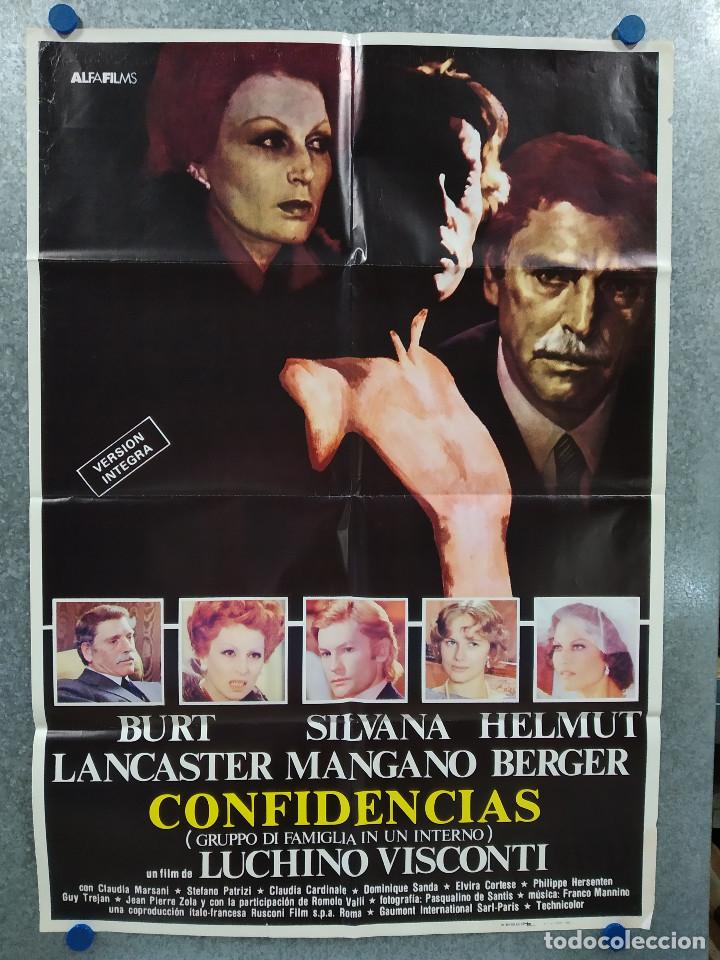 ALFAFILMS
VERSION
INTEGRA
BURT SILVANA HELMUT
LANCASTER MANGANO BERGER
CONFIDENCIAS
(GRUPPO DI FAMIGLIA IN UN INTERNO)
un film de LUCHINO VISCONTI
con Claudia Marsani ★ Stefano Patrizi ★ Claudia Cardinale ★ Dominique Sanda ★ Elvira Cortese ★ Philippe Hersenten
Guy Trejan ★ Jean Pierre Zola y con la participación de Romolo Valli ★ fotografía: Pasqualino de Santis ★ música: Franco Mannino
una coproducción italo-francesa Rusconi Film s.p.a. Roma ★ Gaumont International Sarl-Paris ★ Technicolor
todocoleccion